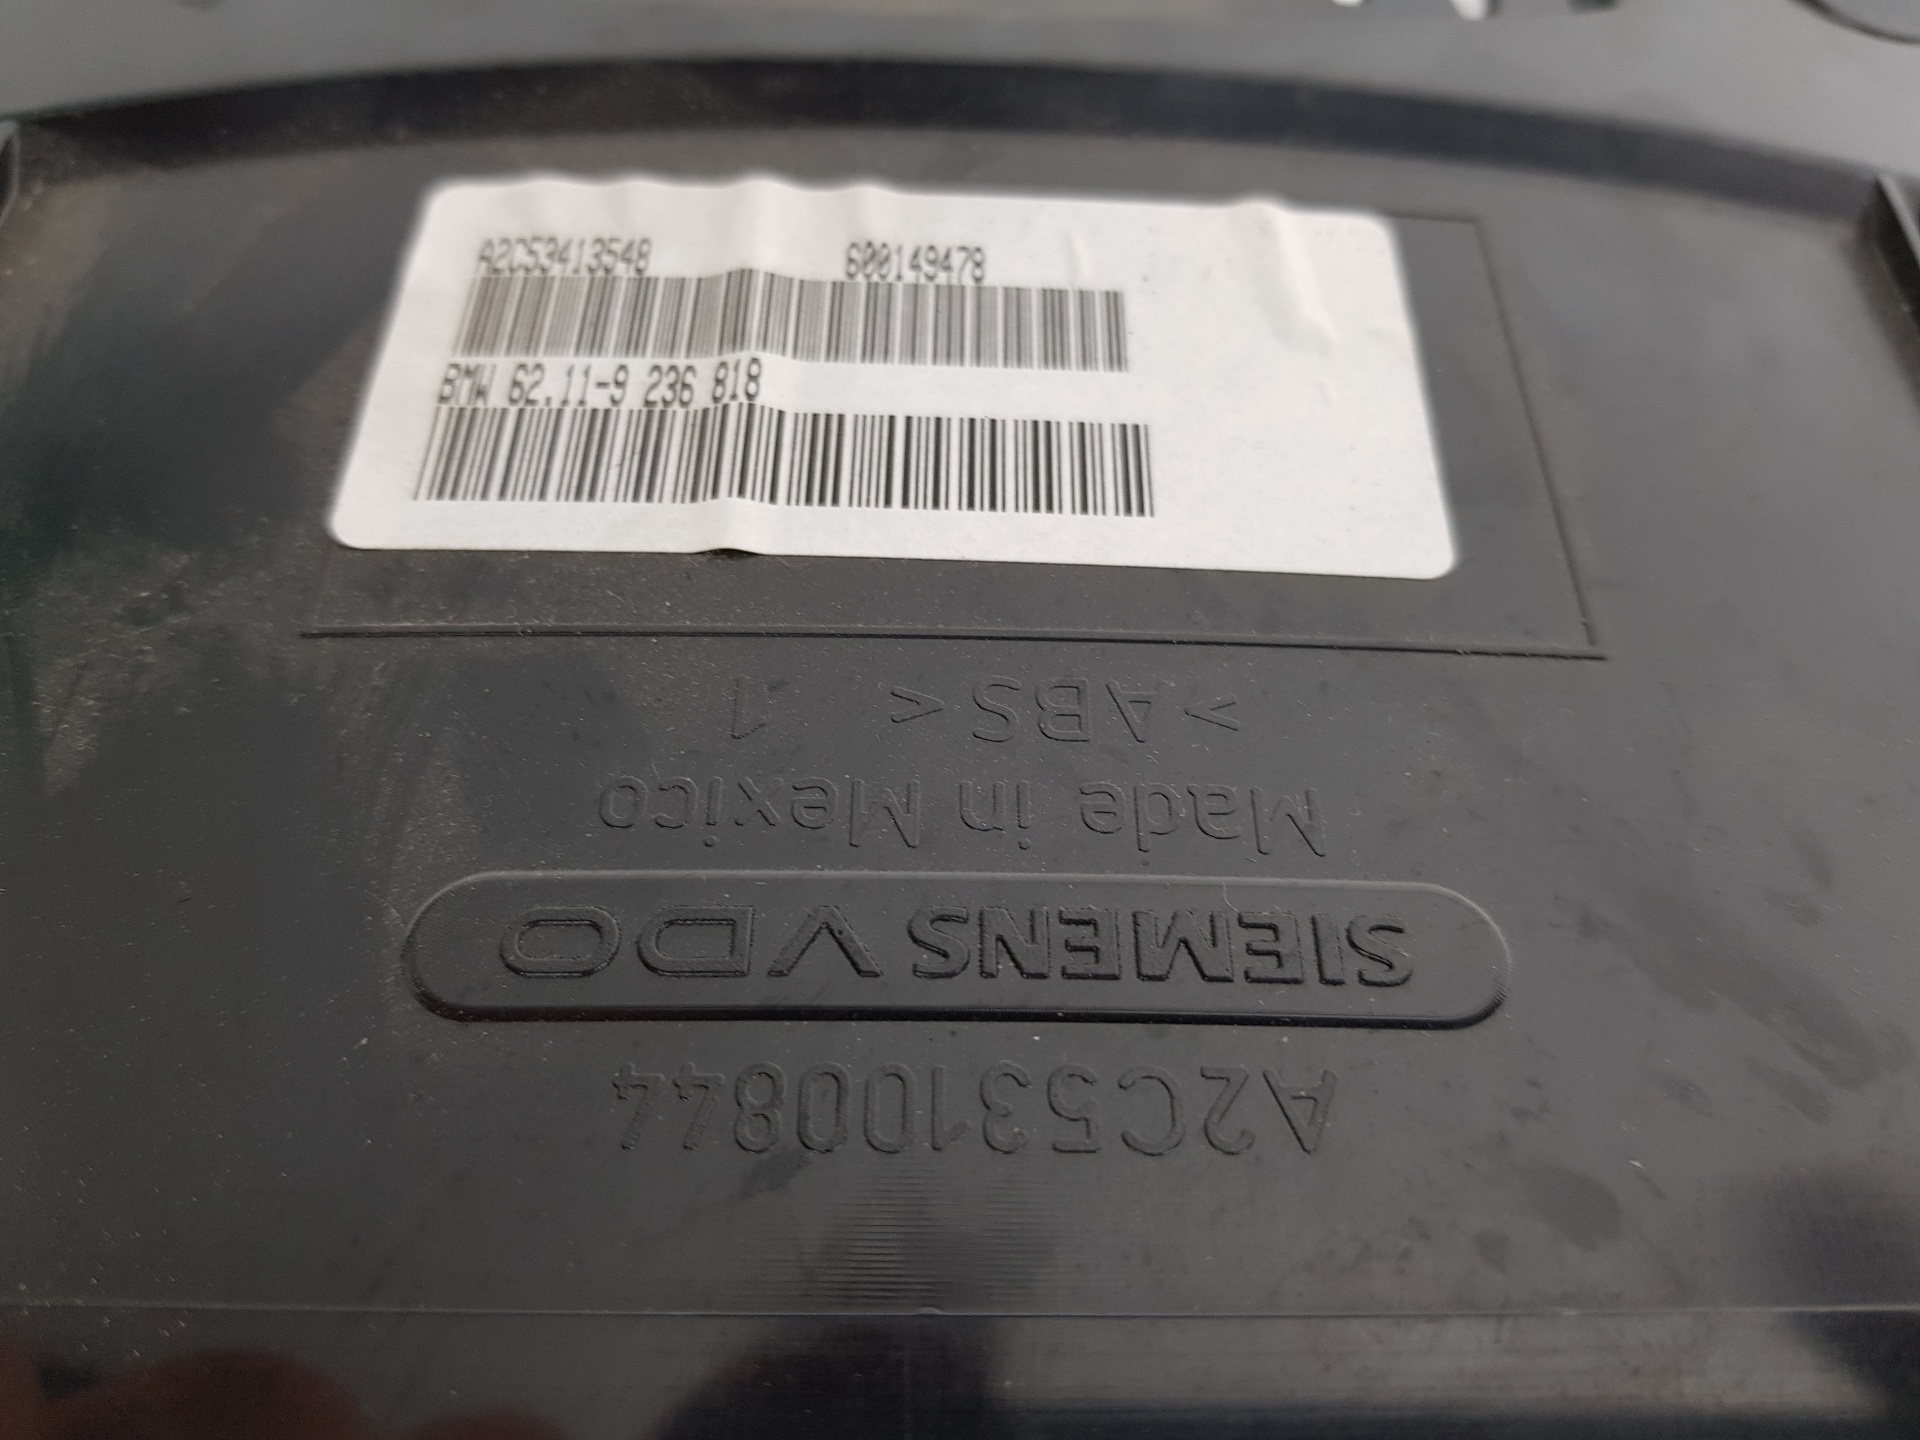 A2C53413548 600149478
BMW 62.11-9 236 818
>ABS< 1
Made in Mexico
SIEMENS VDO
A2C53100844